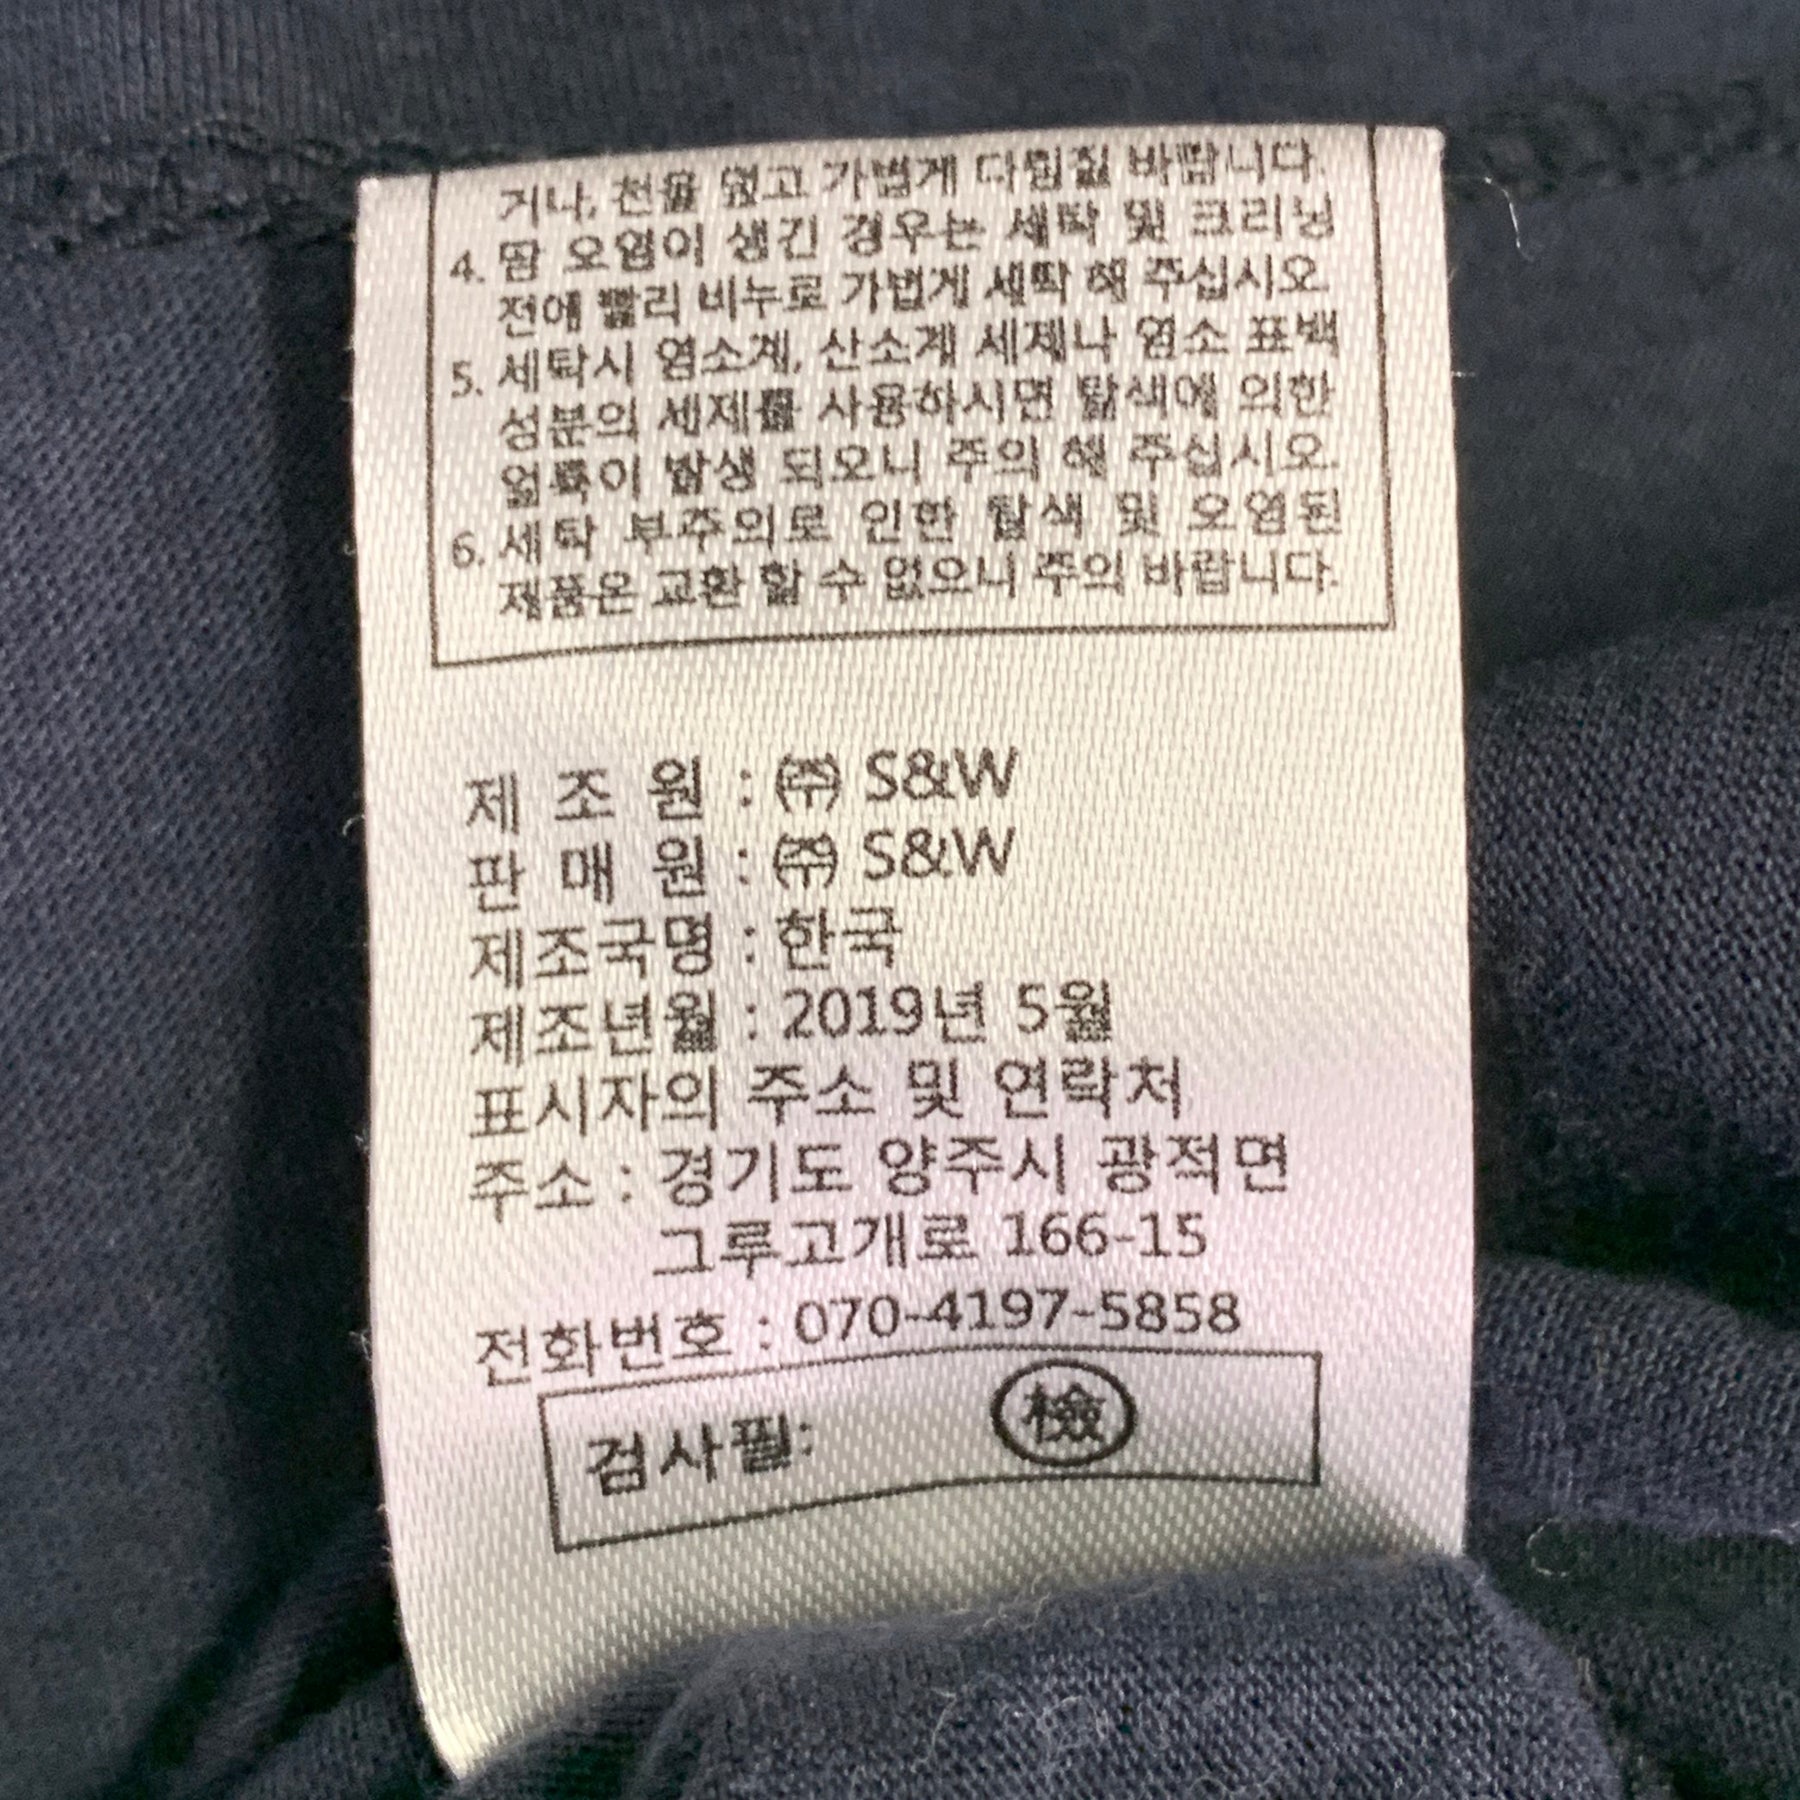 거나, 천을 덮고 가볍게 다림질 바랍니다.
4. 땀 오염이 생긴 경우는 세탁 및 크리닝
전에 빨리 비누로 가볍게 세탁 해 주십시오.
5. 세탁시 염소계, 산소계 세제나 염소 표백
성분의 세제를 사용하시면 탈색에 의한
얼룩이 발생 되오니 주의 해 주십시오.
6. 세탁 부주의로 인한 탈색 및 오염된
제품은 교환 할 수 없으니 주의 바랍니다.
제 조 원 : ㈜ S&W
판 매 원 : ㈜ S&W
제조국명 : 한국
제조년월 : 2019년 5월
표시자의 주소 및 연락처
주소 : 경기도 양주시 광적면
그루고개로 166-15
전화번호 : 070-4197-5858
검사필: 檢